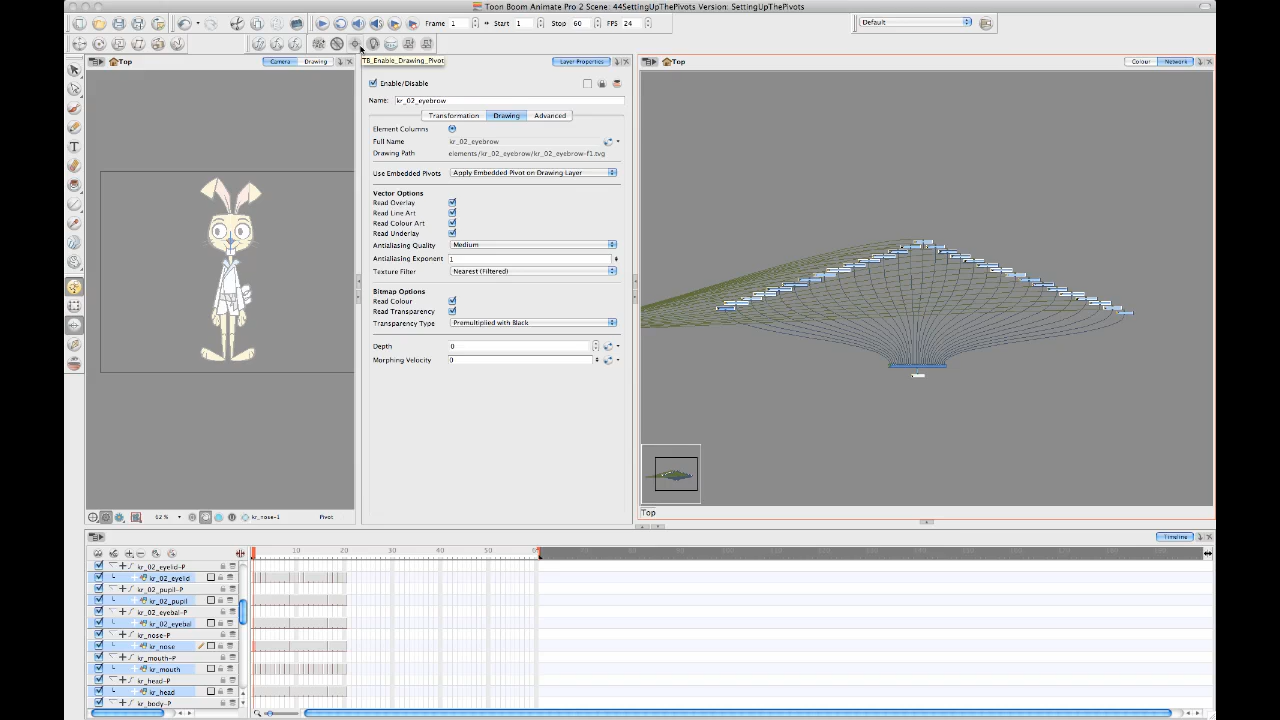 Toon Boom Animate Pro 2 Scene: 44SettingUpThePivots Version: SettingUpThePivots
Frame 1 Start 1 Stop 60 FPS 24
Default
TB_Enable_Drawing_Pivot
Top
Camera
Drawing
Layer Properties
Top
Colour
Network
Enable/Disable
Name: kr_02_eyebrow
Transformation
Drawing
Advanced
Element Columns
Full Name kr_02_eyebrow
Drawing Path elements/kr_02_eyebrow/kr_02_eyebrow-f1.tvg
Use Embedded Pivots Apply Embedded Pivot on Drawing Layer
Vector Options
Read Overlay
Read Line Art
Read Colour Art
Read Underlay
Antialiasing Quality Medium
Antialiasing Exponent 1
Texture Filter Nearest (Filtered)
Bitmap Options
Read Colour
Read Transparency
Transparency Type Premultiplied with Black
Depth 0
Morphing Velocity 0
62 %
kr_nose-1
Pivot
Top
Timeline
10 20 30 40 50
kr_02_eyelid-P
kr_02_eyelid
kr_02_pupil-P
kr_02_pupil
kr_02_eyebal-P
kr_02_eyebal
kr_nose-P
kr_nose
kr_mouth-P
kr_mouth
kr_head-P
kr_head
kr_body-P